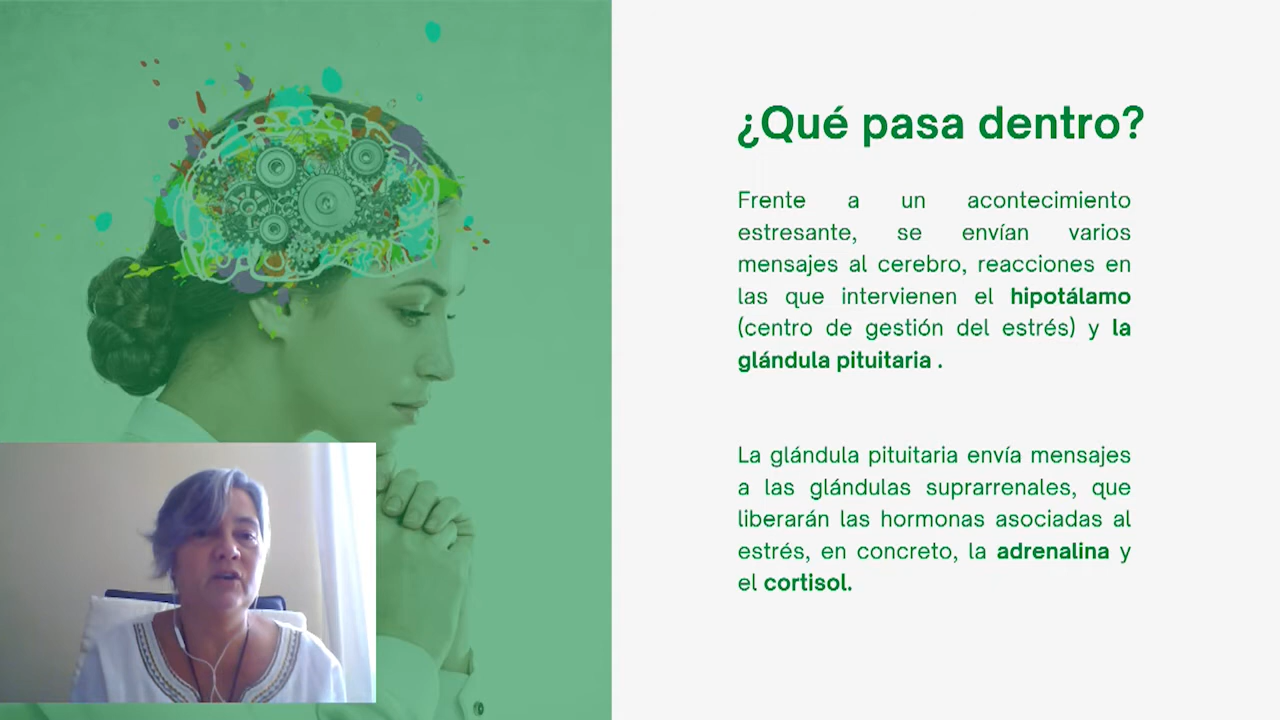 ¿Qué pasa dentro?
Frente a un acontecimiento
estresante, se envían varios
mensajes al cerebro, reacciones en
las que intervienen el hipotálamo
(centro de gestión del estrés) y la
glándula pituitaria .
La glándula pituitaria envía mensajes
a las glándulas suprarrenales, que
liberarán las hormonas asociadas al
estrés, en concreto, la adrenalina y
el cortisol.